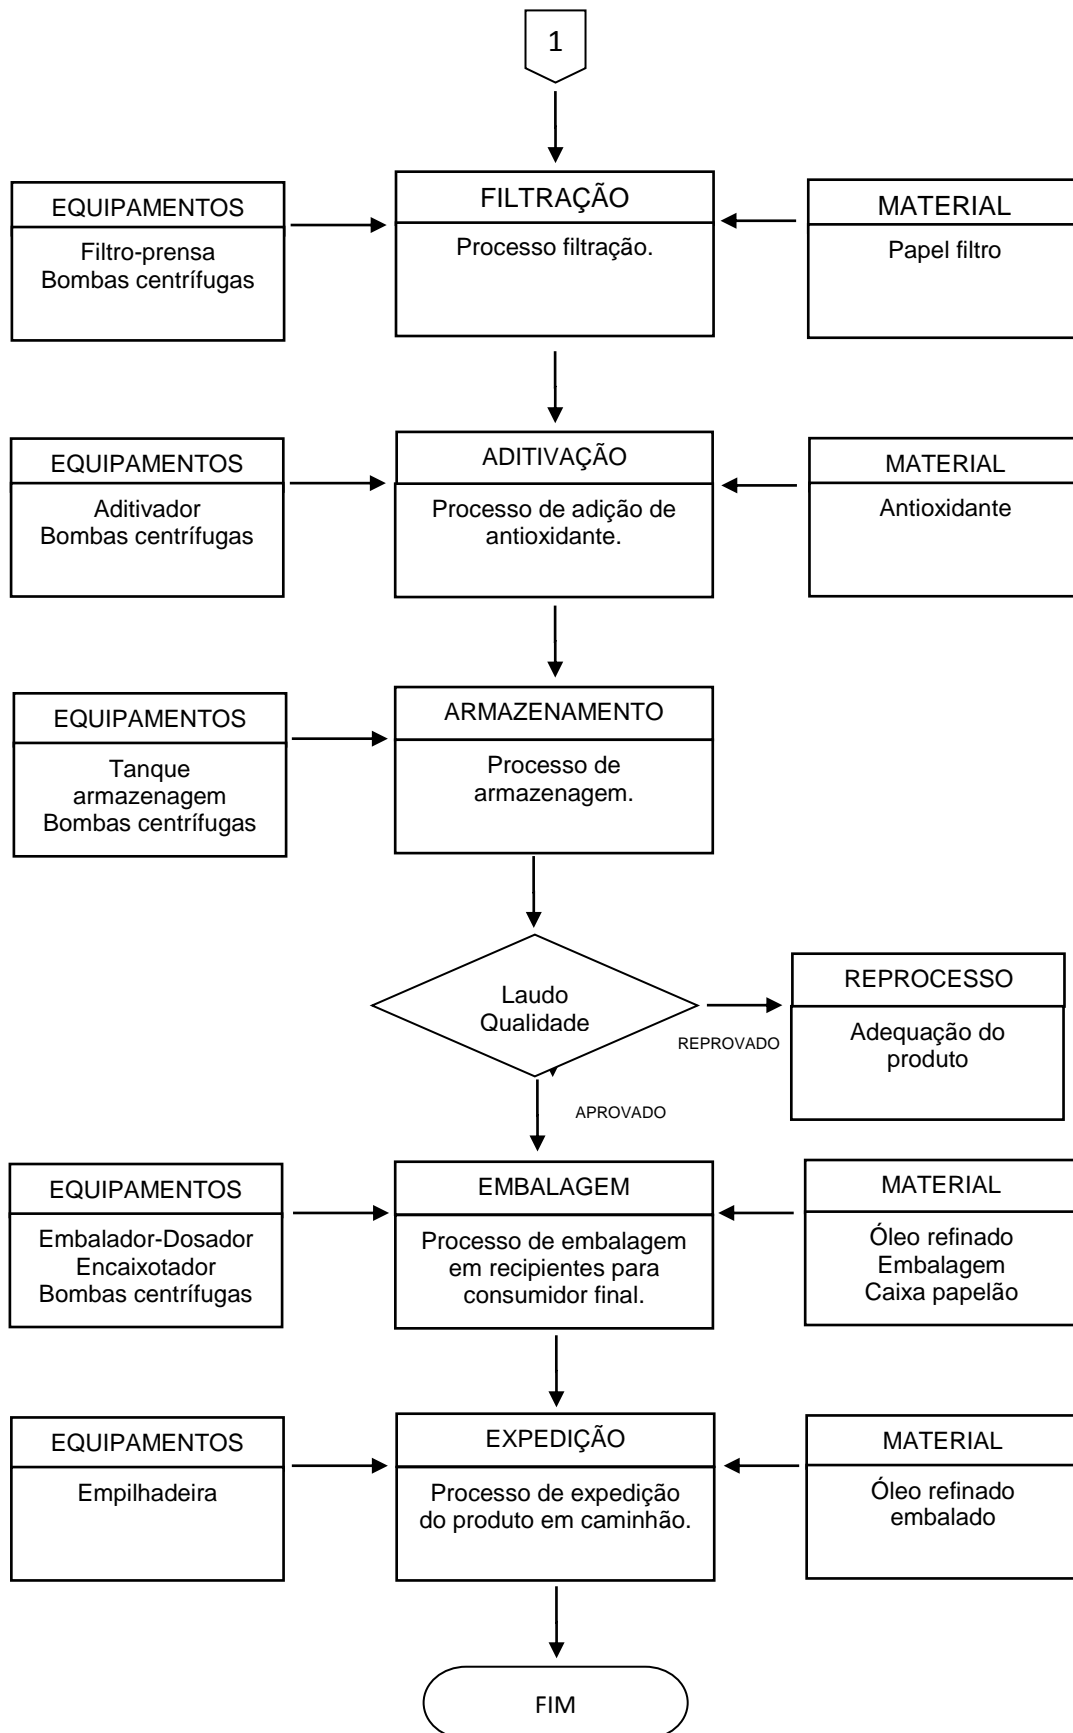 1
EQUIPAMENTOS
Filtro-prensa
Bombas centrífugas
FILTRAÇÃO
Processo filtração.
MATERIAL
Papel filtro
EQUIPAMENTOS
Aditivador
Bombas centrífugas
ADITIVAÇÃO
Processo de adição de
antioxidante.
MATERIAL
Antioxidante
EQUIPAMENTOS
Tanque
armazenagem
Bombas centrífugas
ARMAZENAMENTO
Processo de
armazenagem.
Laudo
Qualidade
REPROVADO
REPROCESSO
Adequação do
produto
APROVADO
EQUIPAMENTOS
Embalador-Dosador
Encaixotador
Bombas centrífugas
EMBALAGEM
Processo de embalagem
em recipientes para
consumidor final.
MATERIAL
Óleo refinado
Embalagem
Caixa papelão
EQUIPAMENTOS
Empilhadeira
EXPEDIÇÃO
Processo de expedição
do produto em caminhão.
MATERIAL
Óleo refinado
embalado
FIM